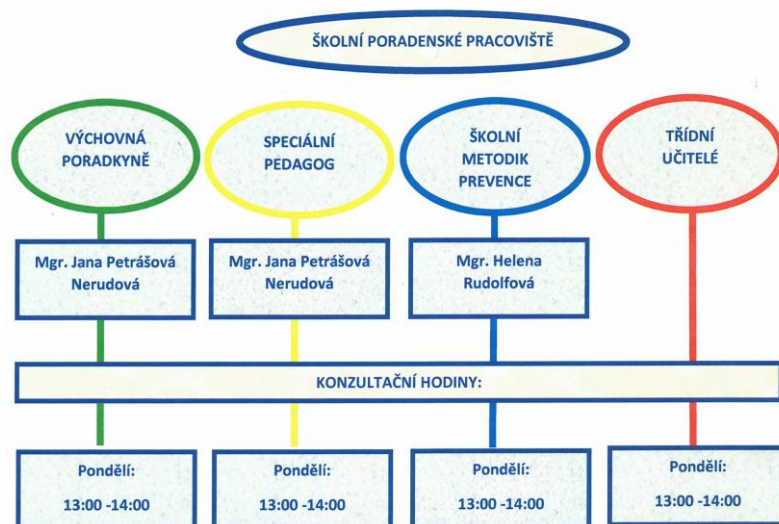 ŠKOLNÍ PORADENSKÉ PRACOVIŠTĚ
VÝCHOVNÁ
PORADKYNĚ
SPECIÁLNÍ
PEDAGOG
ŠKOLNÍ
METODIK
PREVENCE
TŘÍDNÍ
UČITELÉ
Mgr. Jana Petrášová
Nerudová
Mgr. Jana Petrášová
Nerudová
Mgr. Helena
Rudolfová
KONZULTAČNÍ HODINY:
Pondělí:
13:00 -14:00
Pondělí:
13:00 -14:00
Pondělí:
13:00 -14:00
Pondělí:
13:00 -14:00